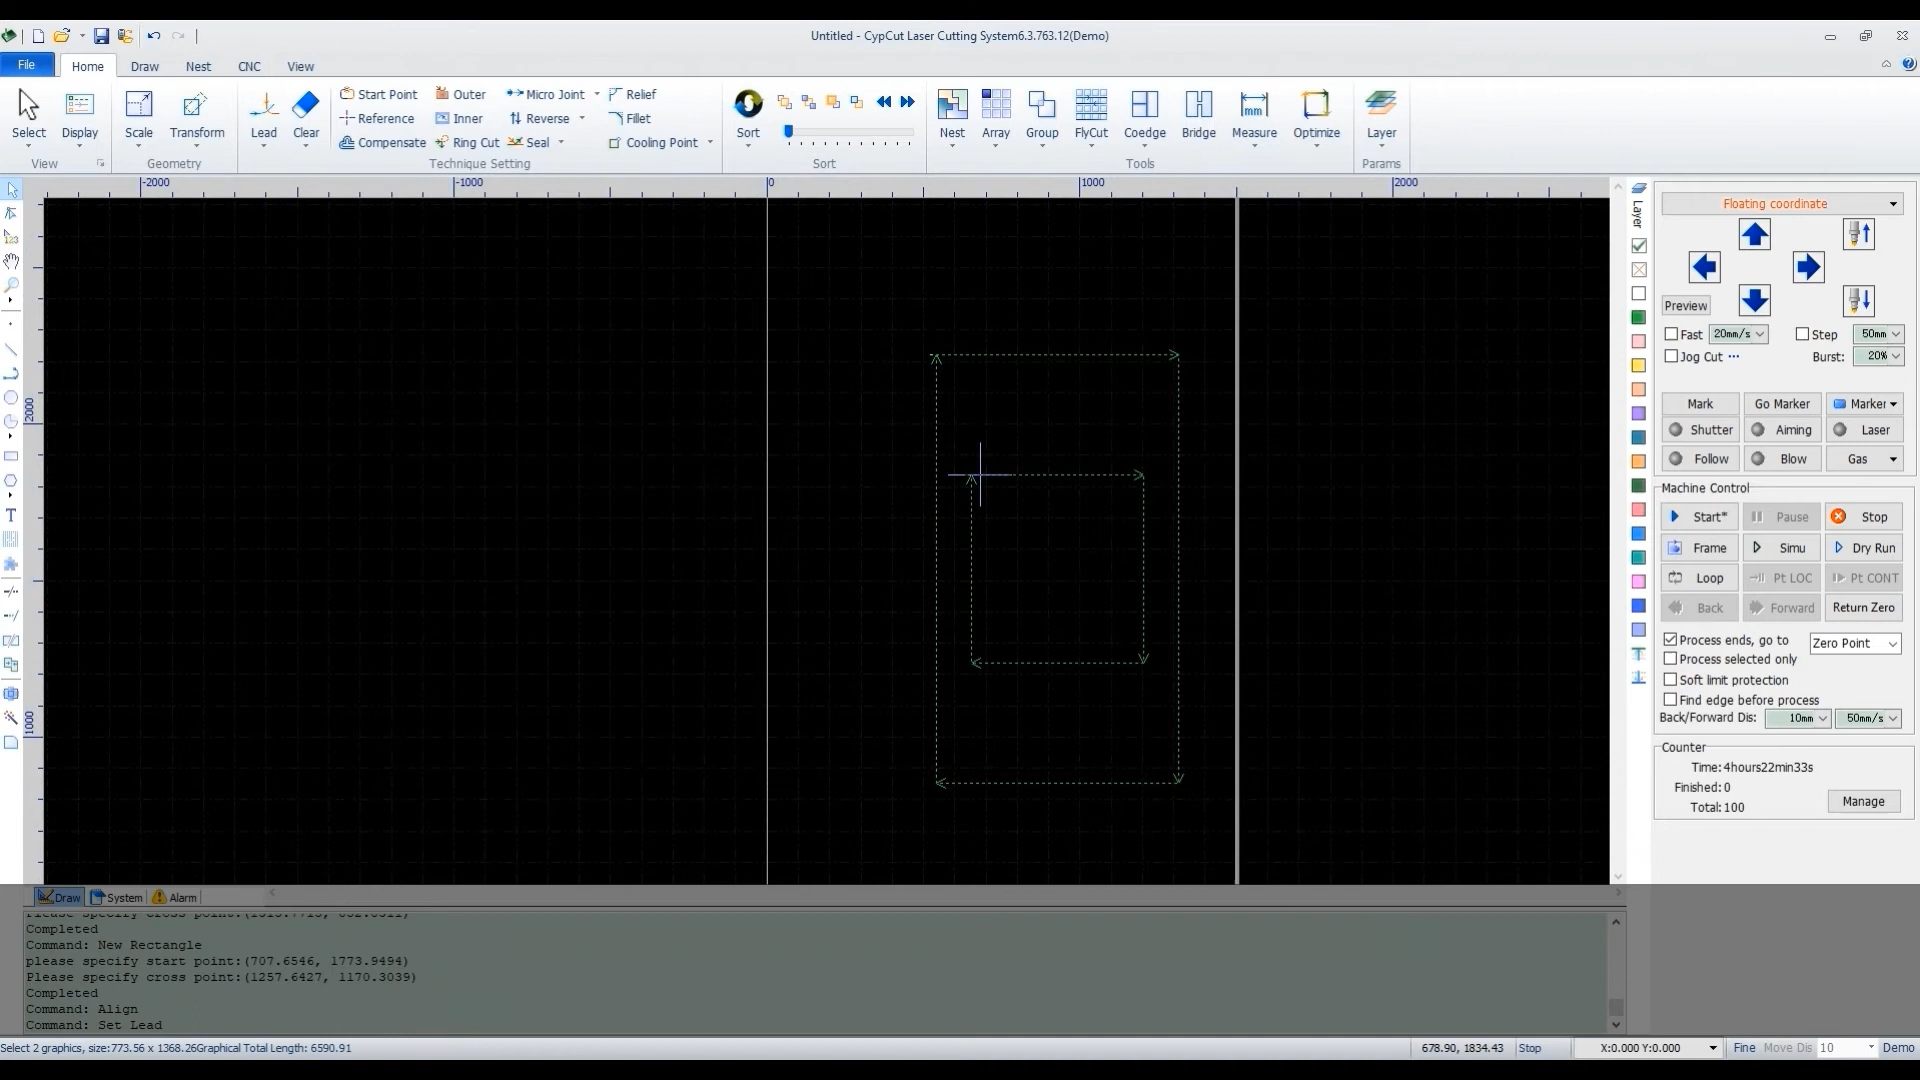 Untitled - CypCut Laser Cutting System6.3.763.12(Demo)
File Home Draw Nest CNC View
Select Display Scale Transform Lead Clear
Start Point Outer Micro Joint Relief
Reference Inner Reverse Fillet
Compensate Ring Cut Seal Cooling Point
Sort Nest Array Group FlyCut Coedge Bridge Measure Optimize Layer
View Geometry Technique Setting Sort Tools Params
-2000 -1000 0 1000 2000
2000
1000
Layer
123
Floating coordinate
Preview
Fast 20mm/s Step 50mm
Jog Cut Burst: 20%
Mark Go Marker Marker
Shutter Aiming Laser
Follow Blow Gas
Machine Control
Start* Pause Stop
Frame Simu Dry Run
Loop Pt LOC Pt CONT
Back Forward Return Zero
Process ends, go to Zero Point
Process selected only
Soft limit protection
Find edge before process
Back/Forward Dis: 10mm 50mm/s
Counter
Time:4hours22min33s
Finished:0
Total:100 Manage
Draw System Alarm
Please specify cross point:
Completed
Command: New Rectangle
please specify start point:(707.6546, 1773.9494)
Please specify cross point:(1257.6427, 1170.3039)
Completed
Command: Align
Command: Set Lead
Select 2 graphics, size:773.56 x 1368.26Graphical Total Length: 6590.91
678.90, 1834.43 Stop X:0.000 Y:0.000 Fine Move Dis 10 Demo